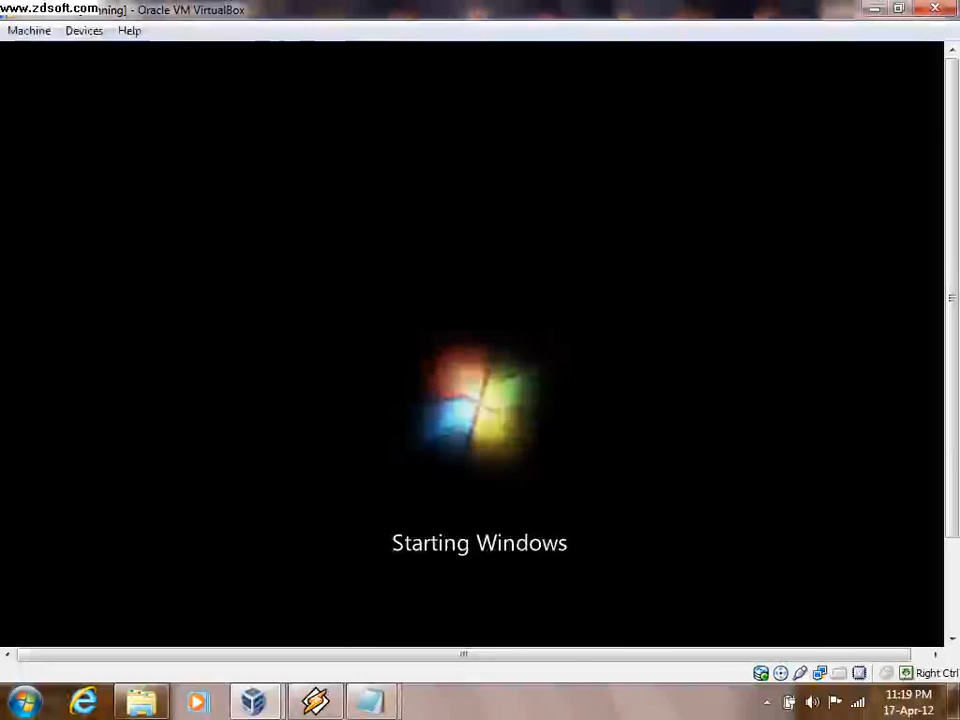 www.zdsoft.com nning] - Oracle VM VirtualBox
Machine Devices Help
Starting Windows
Right Ctrl
11:19 PM
17-Apr-12